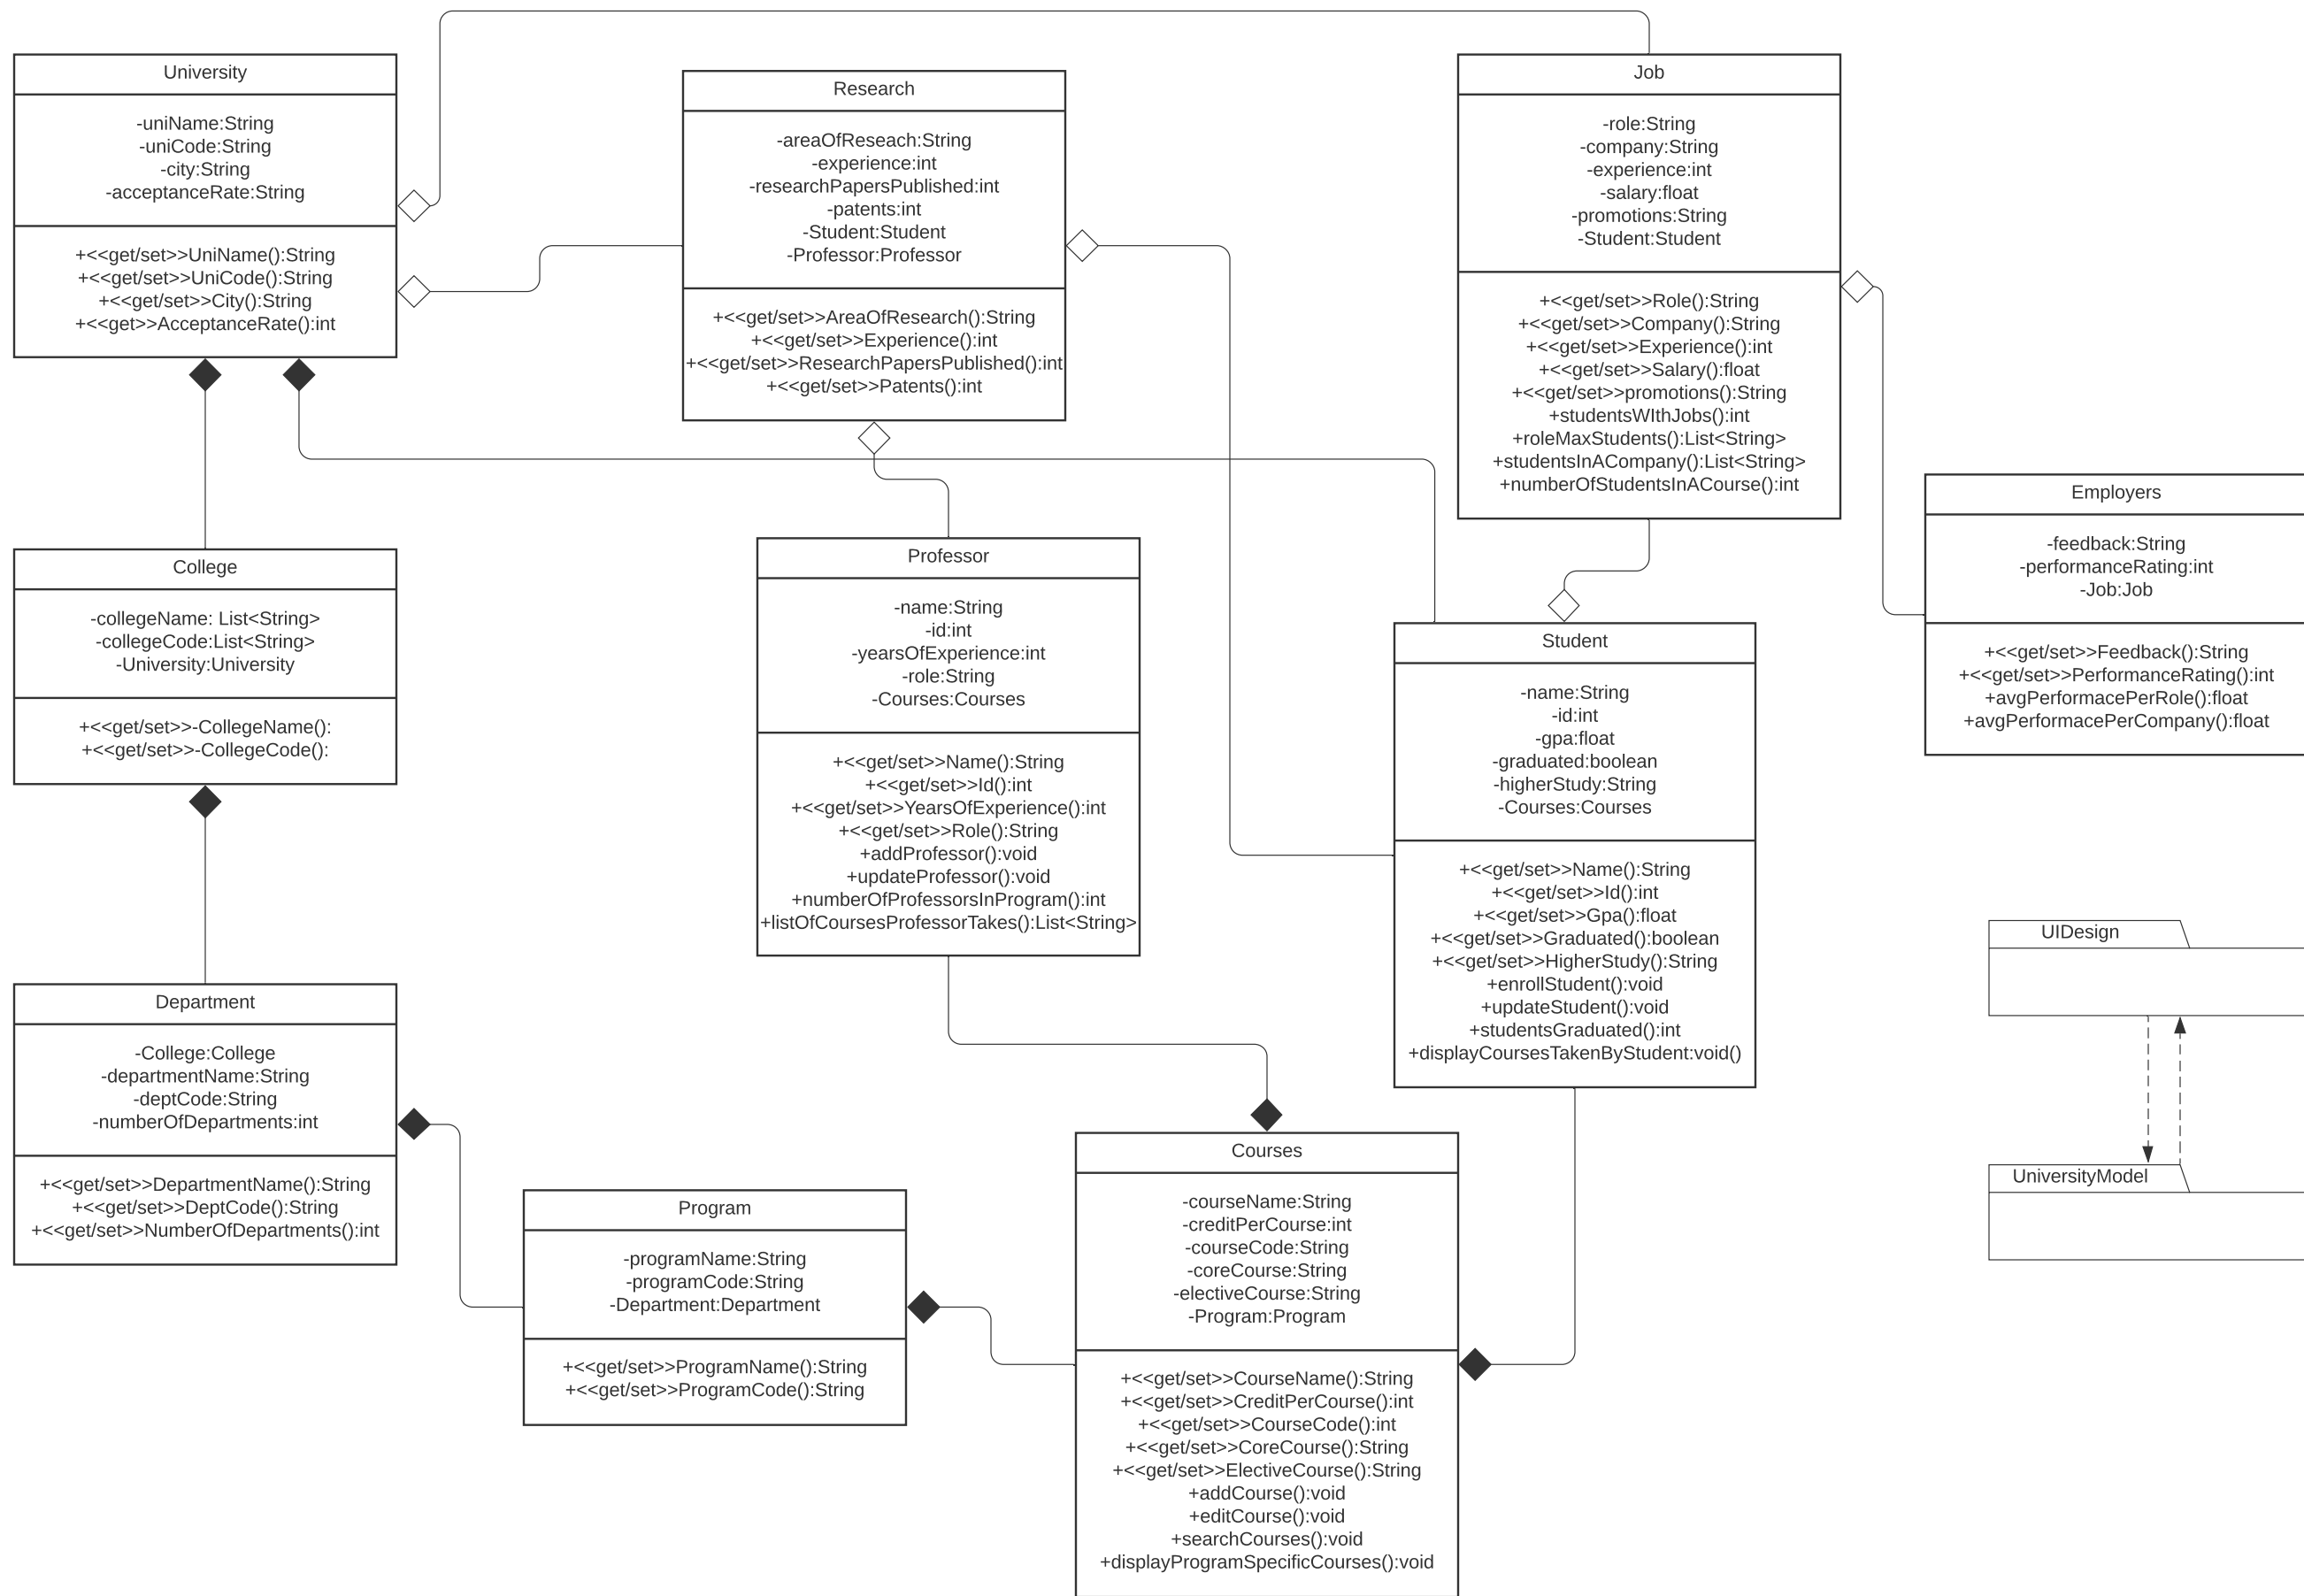 University
-uniName:String
-uniCode:String
-city:String
-acceptanceRate:String
+<<get/set>>UniName():String
+<<get/set>>UniCode():String
+<<get/set>>City():String
+<<get>>AcceptanceRate():int
Research
-areaOfReseach:String
-experience:int
-researchPapersPublished:int
-patents:int
-Student:Student
-Professor:Professor
+<<get/set>>AreaOfResearch():String
+<<get/set>>Experience():int
+<<get/set>>ResearchPapersPublished():int
+<<get/set>>Patents():int
Job
-role:String
-company:String
-experience:int
-salary:float
-promotions:String
-Student:Student
+<<get/set>>Role():String
+<<get/set>>Company():String
+<<get/set>>Experience():int
+<<get/set>>Salary():float
+<<get/set>>promotions():String
+studentsWIthJobs():int
+roleMaxStudents():List<String>
+studentsInACompany():List<String>
+numberOfStudentsInACourse():int
Employers
-feedback:String
-performanceRating:int
-Job:Job
+<<get/set>>Feedback():String
+<<get/set>>PerformanceRating():int
+avgPerformacePerRole():float
+avgPerformacePerCompany():float
College
-collegeName: List<String>
-collegeCode:List<String>
-University:University
+<<get/set>>-CollegeName():
+<<get/set>>-CollegeCode():
Professor
-name:String
-id:int
-yearsOfExperience:int
-role:String
-Courses:Courses
+<<get/set>>Name():String
+<<get/set>>Id():int
+<<get/set>>YearsOfExperience():int
+<<get/set>>Role():String
+addProfessor():void
+updateProfessor():void
+numberOfProfessorsInProgram():int
+listOfCoursesProfessorTakes():List<String>
Student
-name:String
-id:int
-gpa:float
-graduated:boolean
-higherStudy:String
-Courses:Courses
+<<get/set>>Name():String
+<<get/set>>Id():int
+<<get/set>>Gpa():float
+<<get/set>>Graduated():boolean
+<<get/set>>HigherStudy():String
+enrollStudent():void
+updateStudent():void
+studentsGraduated():int
+displayCoursesTakenByStudent:void()
UIDesign
UniversityModel
Department
-College:College
-departmentName:String
-deptCode:String
-numberOfDepartments:int
+<<get/set>>DepartmentName():String
+<<get/set>>DeptCode():String
+<<get/set>>NumberOfDepartments():int
Program
-programName:String
-programCode:String
-Department:Department
+<<get/set>>ProgramName():String
+<<get/set>>ProgramCode():String
Courses
-courseName:String
-creditPerCourse:int
-courseCode:String
-coreCourse:String
-electiveCourse:String
-Program:Program
+<<get/set>>CourseName():String
+<<get/set>>CreditPerCourse():int
+<<get/set>>CourseCode():int
+<<get/set>>CoreCourse():String
+<<get/set>>ElectiveCourse():String
+addCourse():void
+editCourse():void
+searchCourses():void
+displayProgramSpecificCourses():void